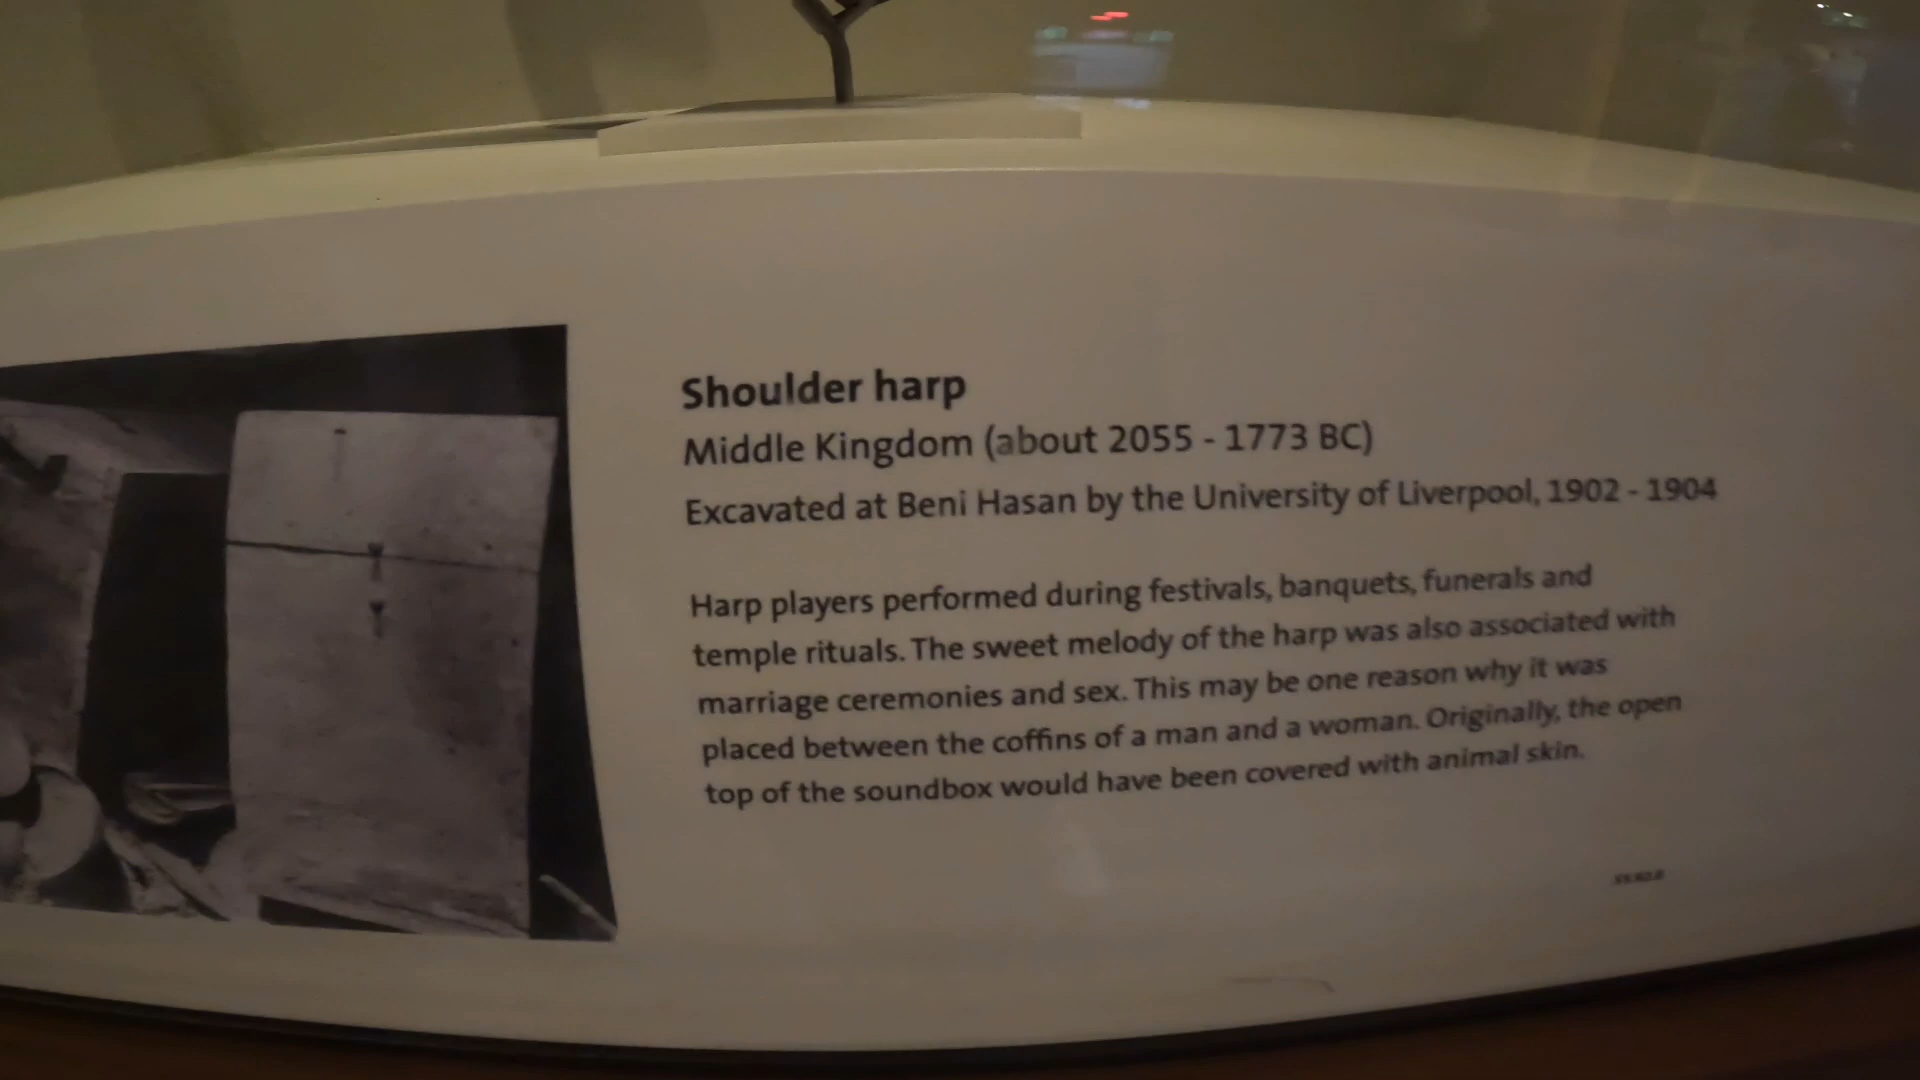 Shoulder harp
Middle Kingdom (about 2055 - 1773 BC)
Excavated at Beni Hasan by the University of Liverpool, 1902 - 1904
Harp players performed during festivals, banquets, funerals and
temple rituals. The sweet melody of the harp was also associated with
marriage ceremonies and sex. This may be one reason why it was
placed between the coffins of a man and a woman. Originally, the open
top of the soundbox would have been covered with animal skin.